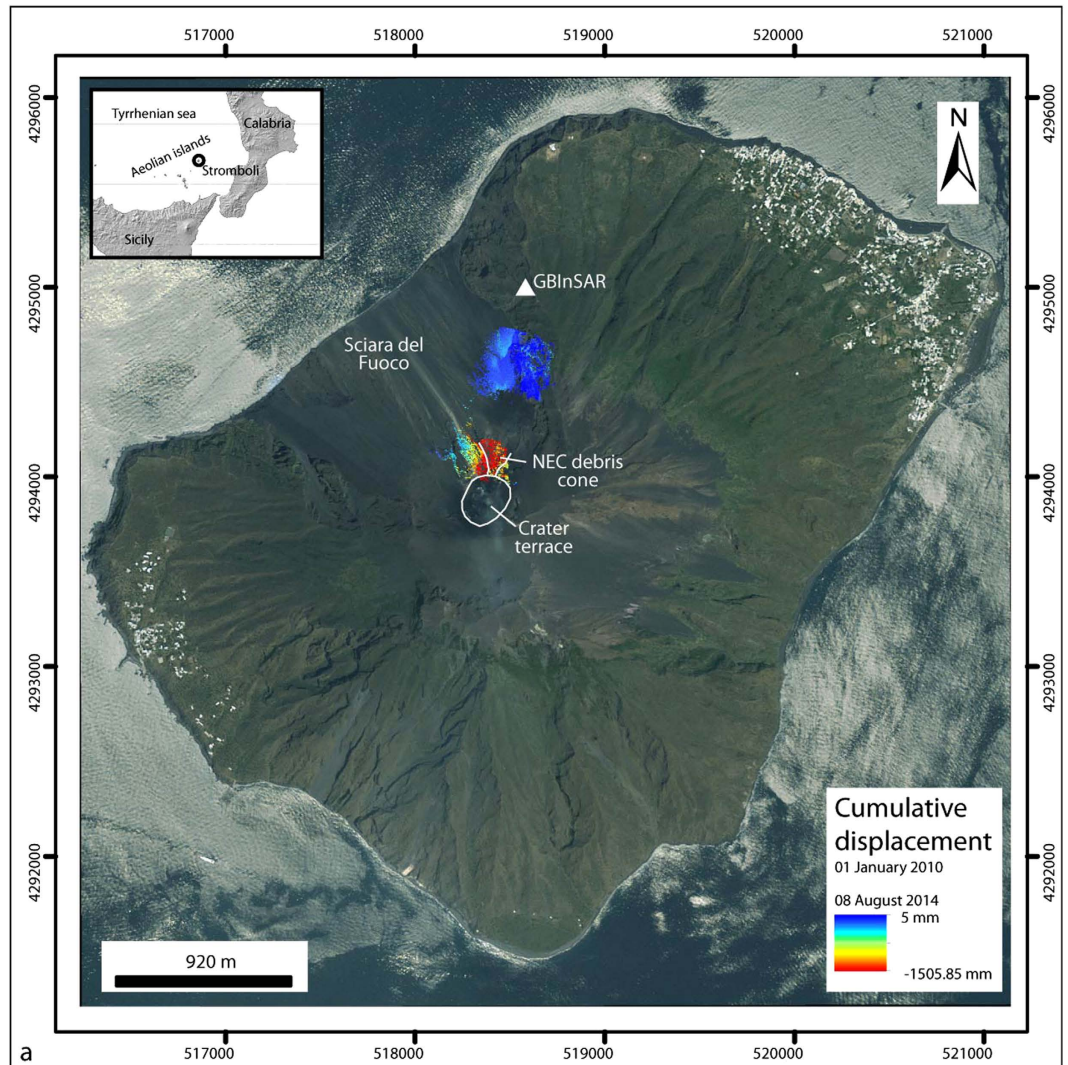 517000
518000
519000
520000
521000
4296000
4295000
4294000
4293000
4292000
4296000
4295000
4294000
4293000
4292000
Tyrrhenian sea
Calabria
Aeolian islands
Stromboli
Sicily
N
GBInSAR
Sciara del
Fuoco
NEC debris
cone
Crater
terrace
Cumulative
displacement
01 January 2010
08 August 2014
5 mm
-1505.85 mm
920 m
a
517000
518000
519000
520000
521000